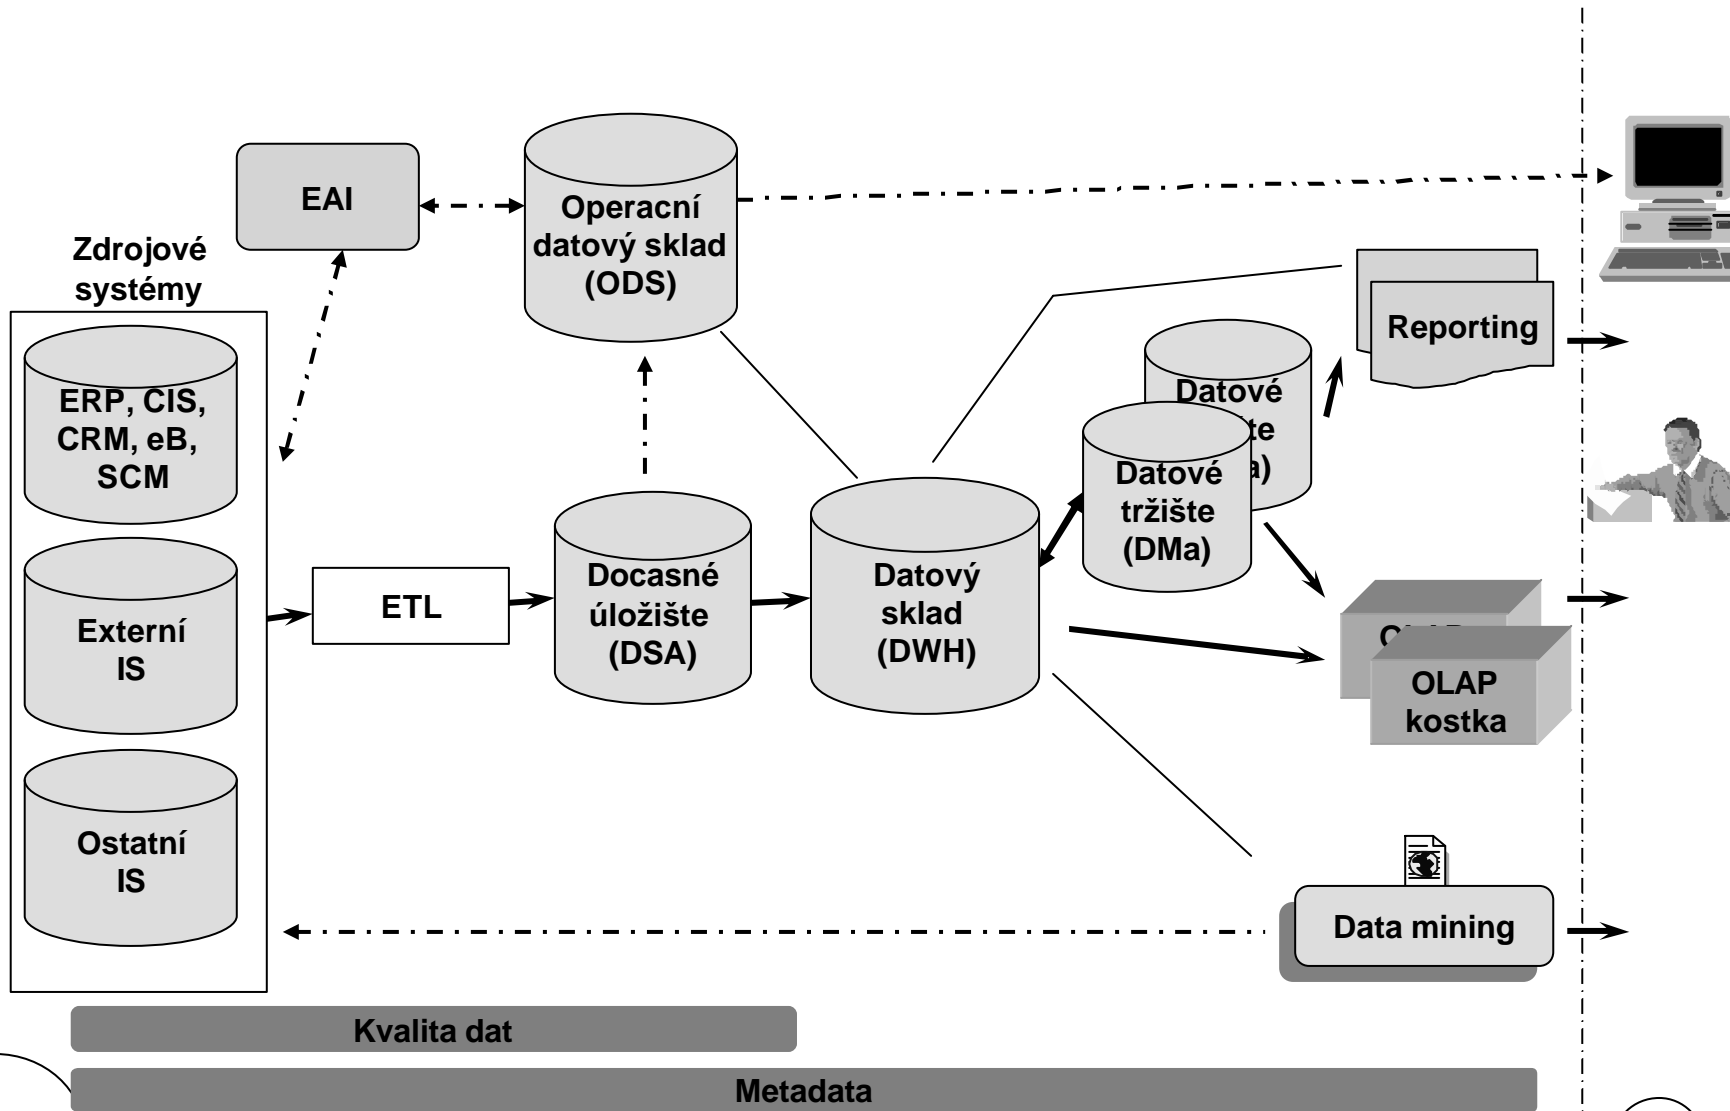 EAI
Operacní
datový sklad
(ODS)
Zdrojové
systémy
Reporting
ERP, CIS,
CRM, eB,
SCM
Datové
Datové
tržište
(DMa)
Docasné
úložište
(DSA)
Datový
sklad
(DWH)
ETL
Externí
IS
OLAP
kostka
Ostatní
IS
Data mining
Kvalita dat
Metadata